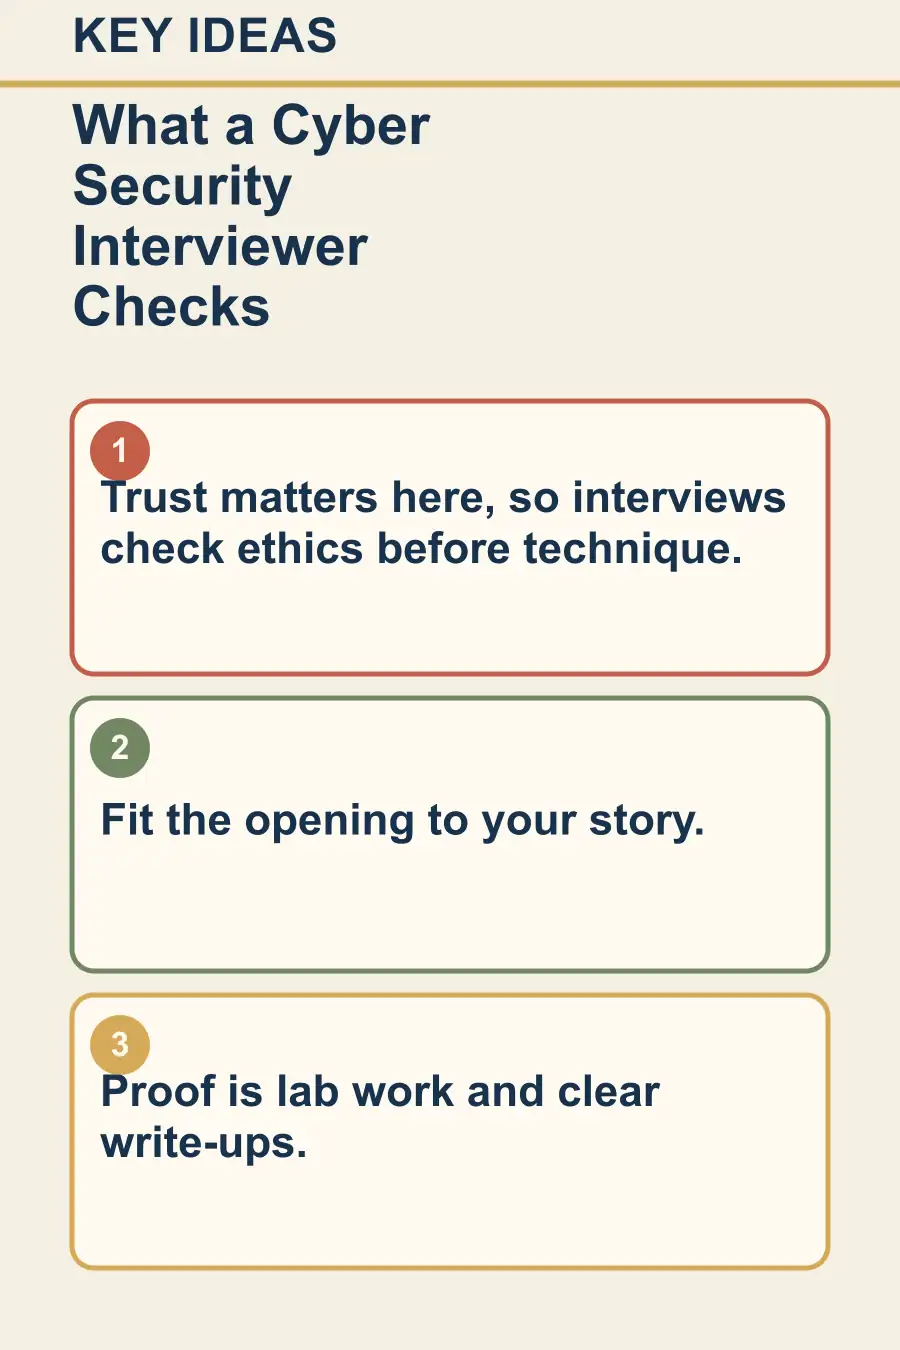 KEY IDEAS
What a Cyber
Security
Interviewer
Checks
1
Trust matters here, so interviews
check ethics before technique.
2
Fit the opening to your story.
3
Proof is lab work and clear
write-ups.